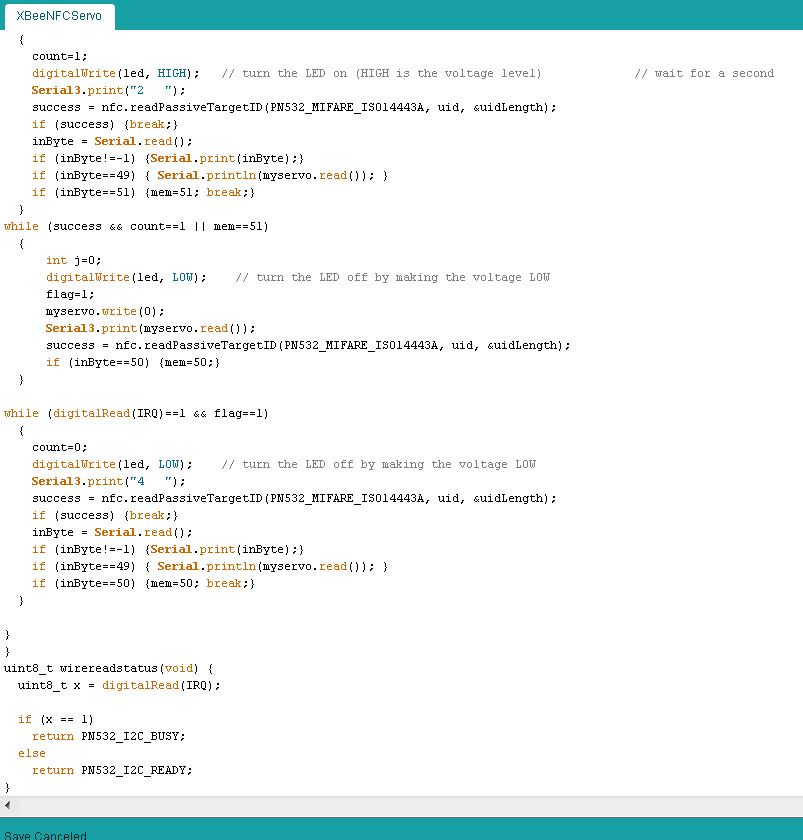 XBeeNFCServo
{
count=1;
digitalWrite(led, HIGH);   // turn the LED on (HIGH is the voltage level)             // wait for a second
Serial3.print("2   ");
success = nfc.readPassiveTargetID(PN532_MIFARE_ISO14443A, uid, &uidLength);
if (success) {break;}
inByte = Serial.read();
if (inByte!=-1) {Serial.print(inByte);}
if (inByte==49) { Serial.println(myservo.read()); }
if (inByte==51) {mem=51; break;}
}
while (success && count==1 || mem==51)
{
int j=0;
digitalWrite(led, LOW);    // turn the LED off by making the voltage LOW
flag=1;
myservo.write(0);
Serial3.print(myservo.read());
success = nfc.readPassiveTargetID(PN532_MIFARE_ISO14443A, uid, &uidLength);
if (inByte==50) {mem=50;}
}
while (digitalRead(IRQ)==1 && flag==1)
{
count=0;
digitalWrite(led, LOW);    // turn the LED off by making the voltage LOW
Serial3.print("4   ");
success = nfc.readPassiveTargetID(PN532_MIFARE_ISO14443A, uid, &uidLength);
if (success) {break;}
inByte = Serial.read();
if (inByte!=-1) {Serial.print(inByte);}
if (inByte==49) { Serial.println(myservo.read()); }
if (inByte==50) {mem=50; break;}
}
}
}
uint8_t wirereadstatus(void) {
uint8_t x = digitalRead(IRQ);
if (x == 1)
return PN532_I2C_BUSY;
else
return PN532_I2C_READY;
}
Save Canceled